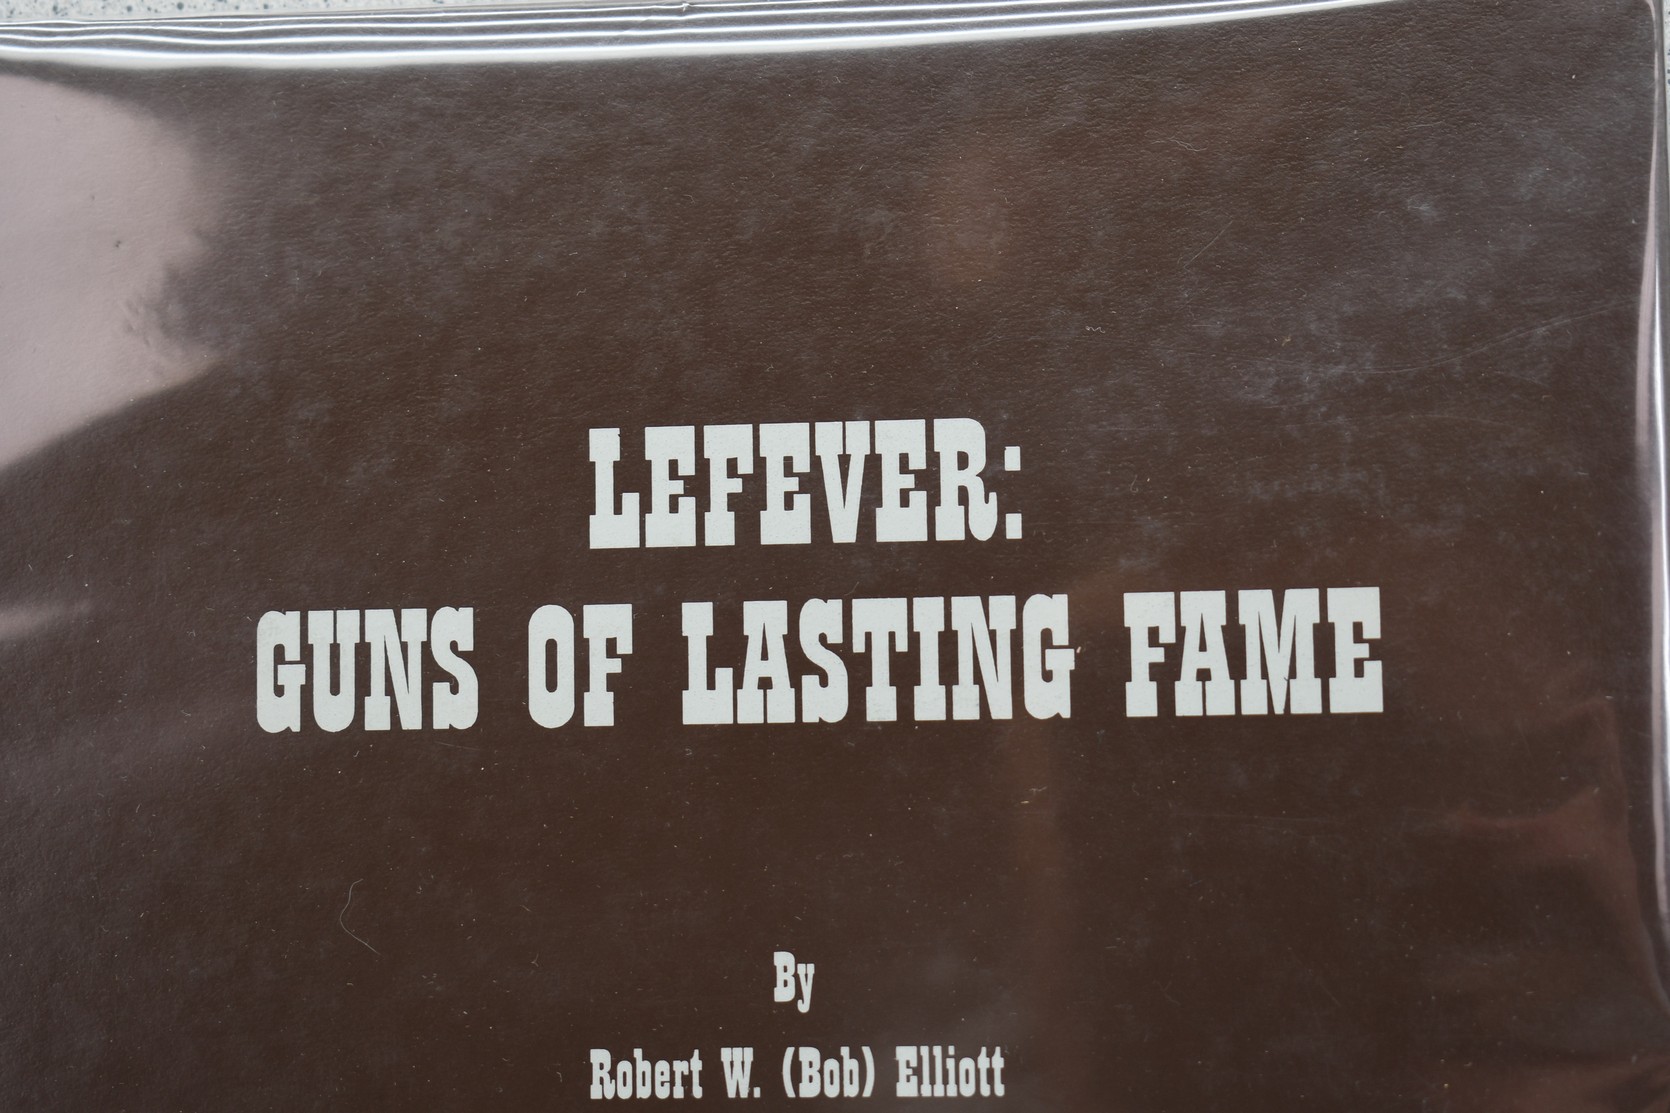 LEFEVER:
GUNS OF LASTING FAME
By
Robert W. (Bob) Elliott